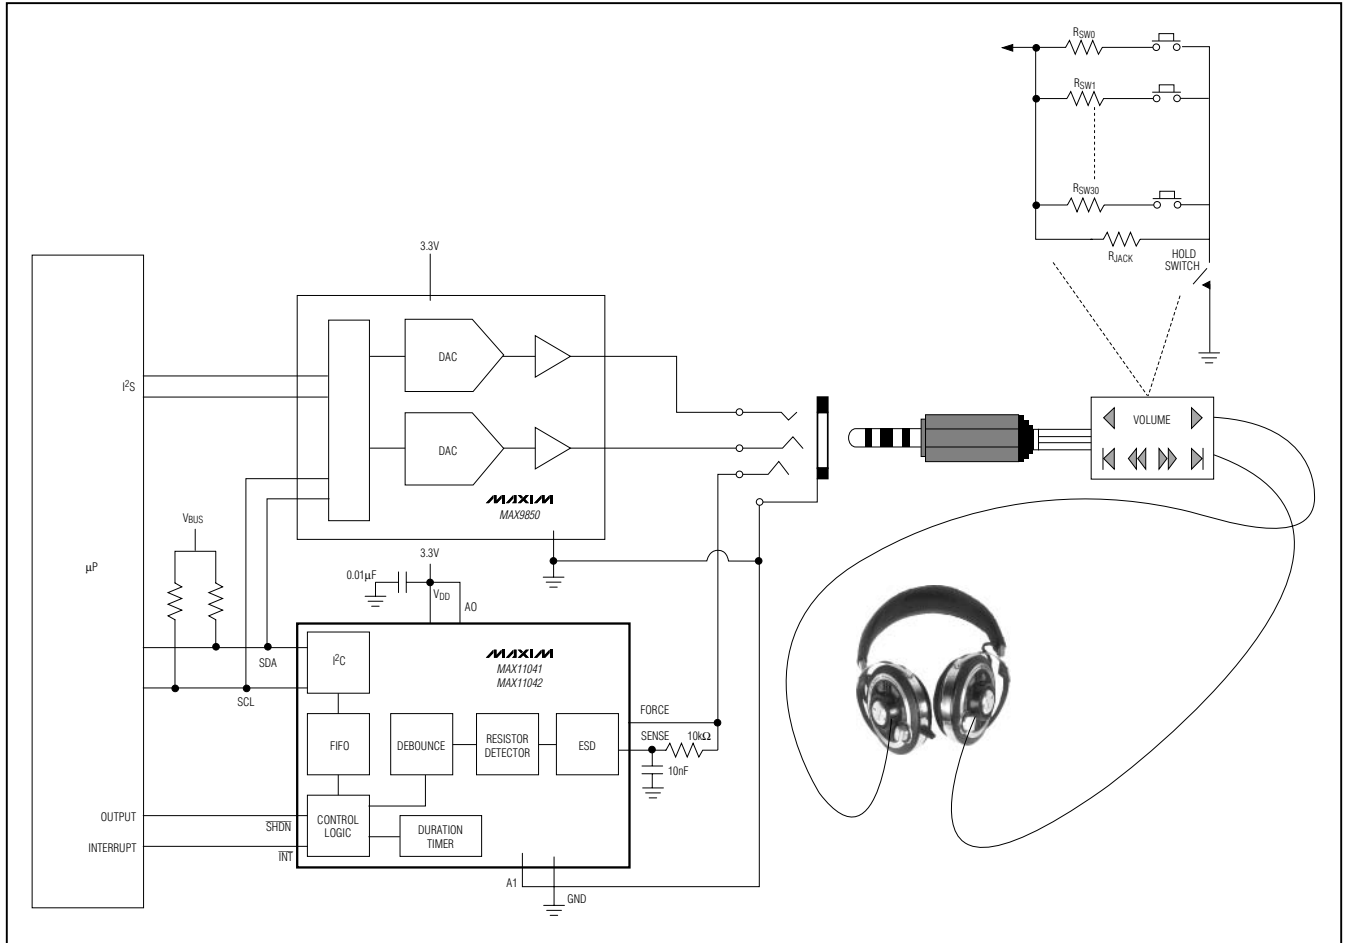 RSW0
RSW1
RSW30
RJACK
HOLD
SWITCH
3.3V
DAC
I2S
VOLUME
DAC
MAXIM
MAX9850
VBUS
µP
3.3V
0.01µF
VDD
A0
I2C
SDA
MAXIM
MAX11041
MAX11042
SCL
FORCE
FIFO
DEBOUNCE
RESISTOR
DETECTOR
ESD
SENSE
10kΩ
10nF
OUTPUT
SHDN
CONTROL
LOGIC
DURATION
TIMER
INTERRUPT
INT
A1
GND